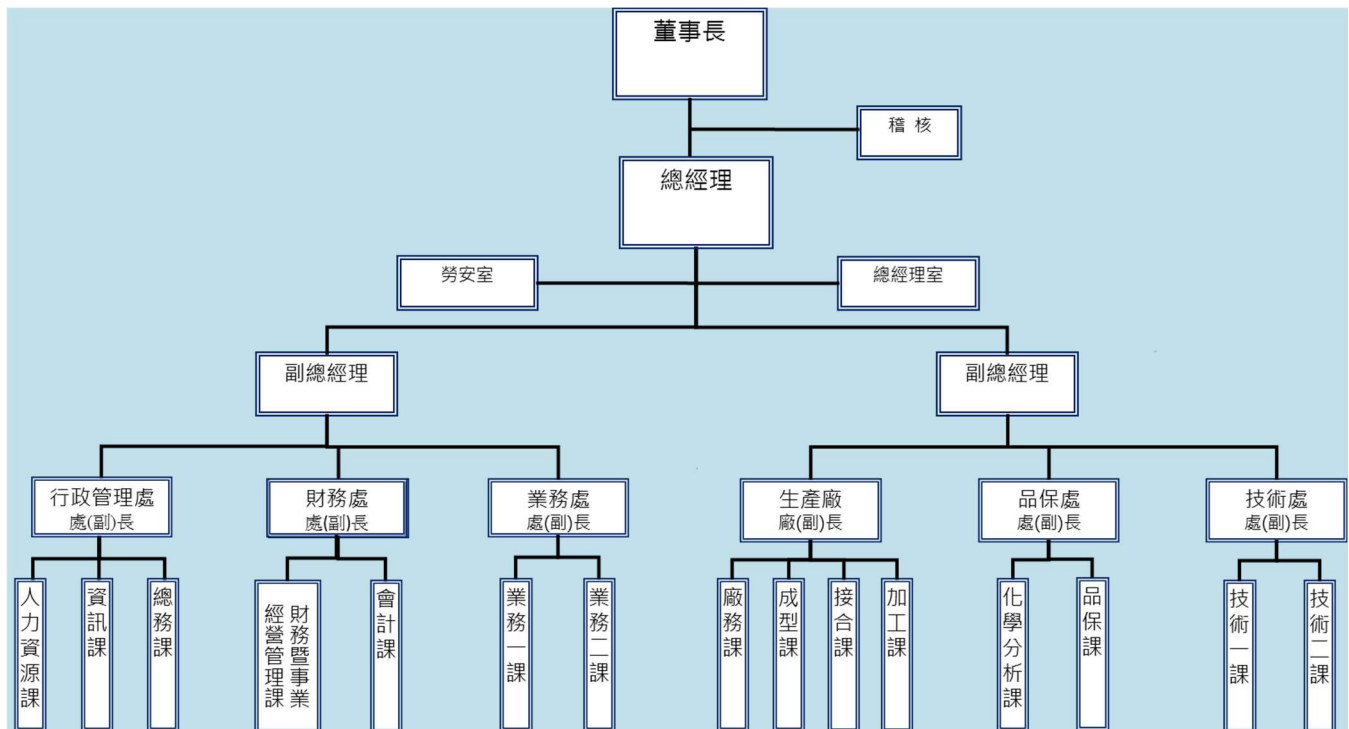 董事長
稽 核
總經理
勞安室
總經理室
副總經理
副總經理
行政管理處
處(副)長
財務處
處(副)長
業務處
處(副)長
生產廠
廠(副)長
品保處
處(副)長
技術處
處(副)長
人力資源課
資訊課
總務課
財務暨事業
經營管理課
會計課
業務一課
業務二課
廠務課
成型課
接合課
加工課
化學分析課
品保課
技術一課
技術二課